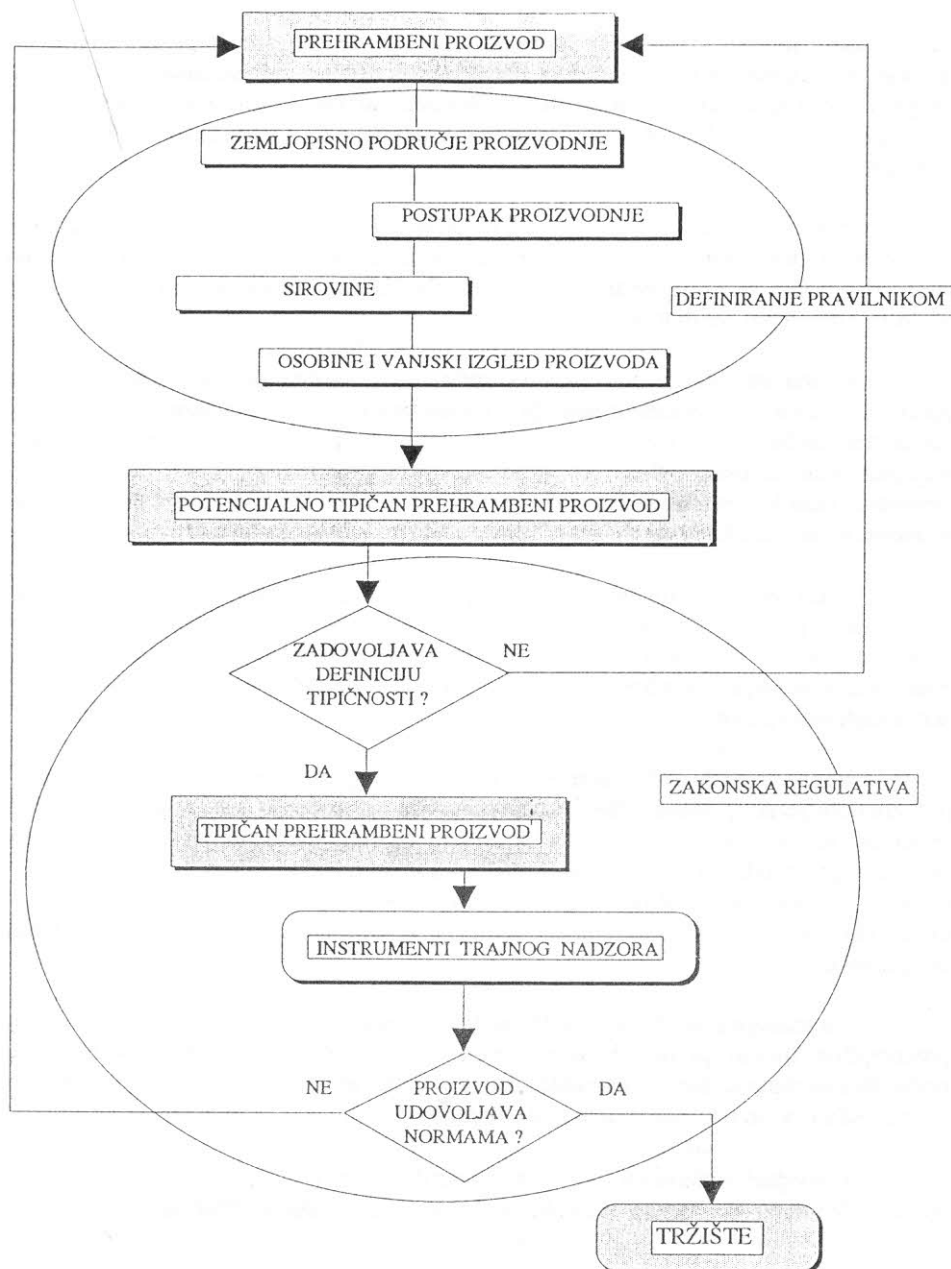 PREHRAMBENI PROIZVOD
ZEMLJOPISNO PODRUČJE PROIZVODNJE
POSTUPAK PROIZVODNJE
SIROVINE
DEFINIRANJE PRAVILNIKOM
OSOBINE I VANJSKI IZGLED PROIZVODA
POTENCIJALNO TIPIČAN PREHRAMBENI PROIZVOD
ZADOVOLJAVA
DEFINICIJU
TIPIČNOSTI ?
NE
DA
ZAKONSKA REGULATIVA
TIPIČAN PREHRAMBENI PROIZVOD
INSTRUMENTI TRAJNOG NADZORA
NE
PROIZVOD
UDOVOLJAVA
NORMAMA ?
DA
TRŽIŠTE